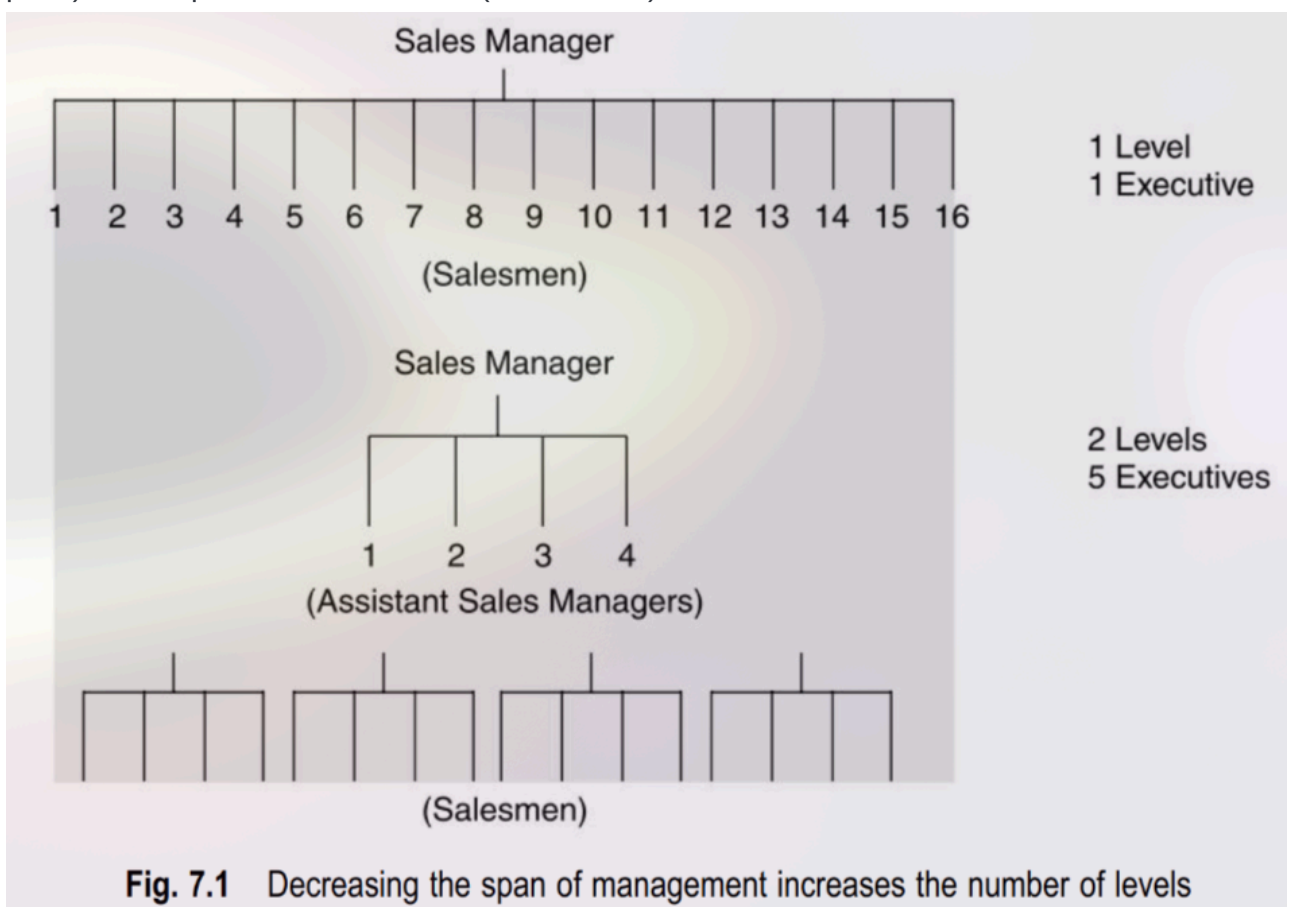 Sales Manager
1 Level
1 Executive
1 2 3 4 5 6 7 8 9 10 11 12 13 14 15 16
(Salesmen)
Sales Manager
2 Levels
5 Executives
1 2 3 4
(Assistant Sales Managers)
(Salesmen)
Fig. 7.1 Decreasing the span of management increases the number of levels